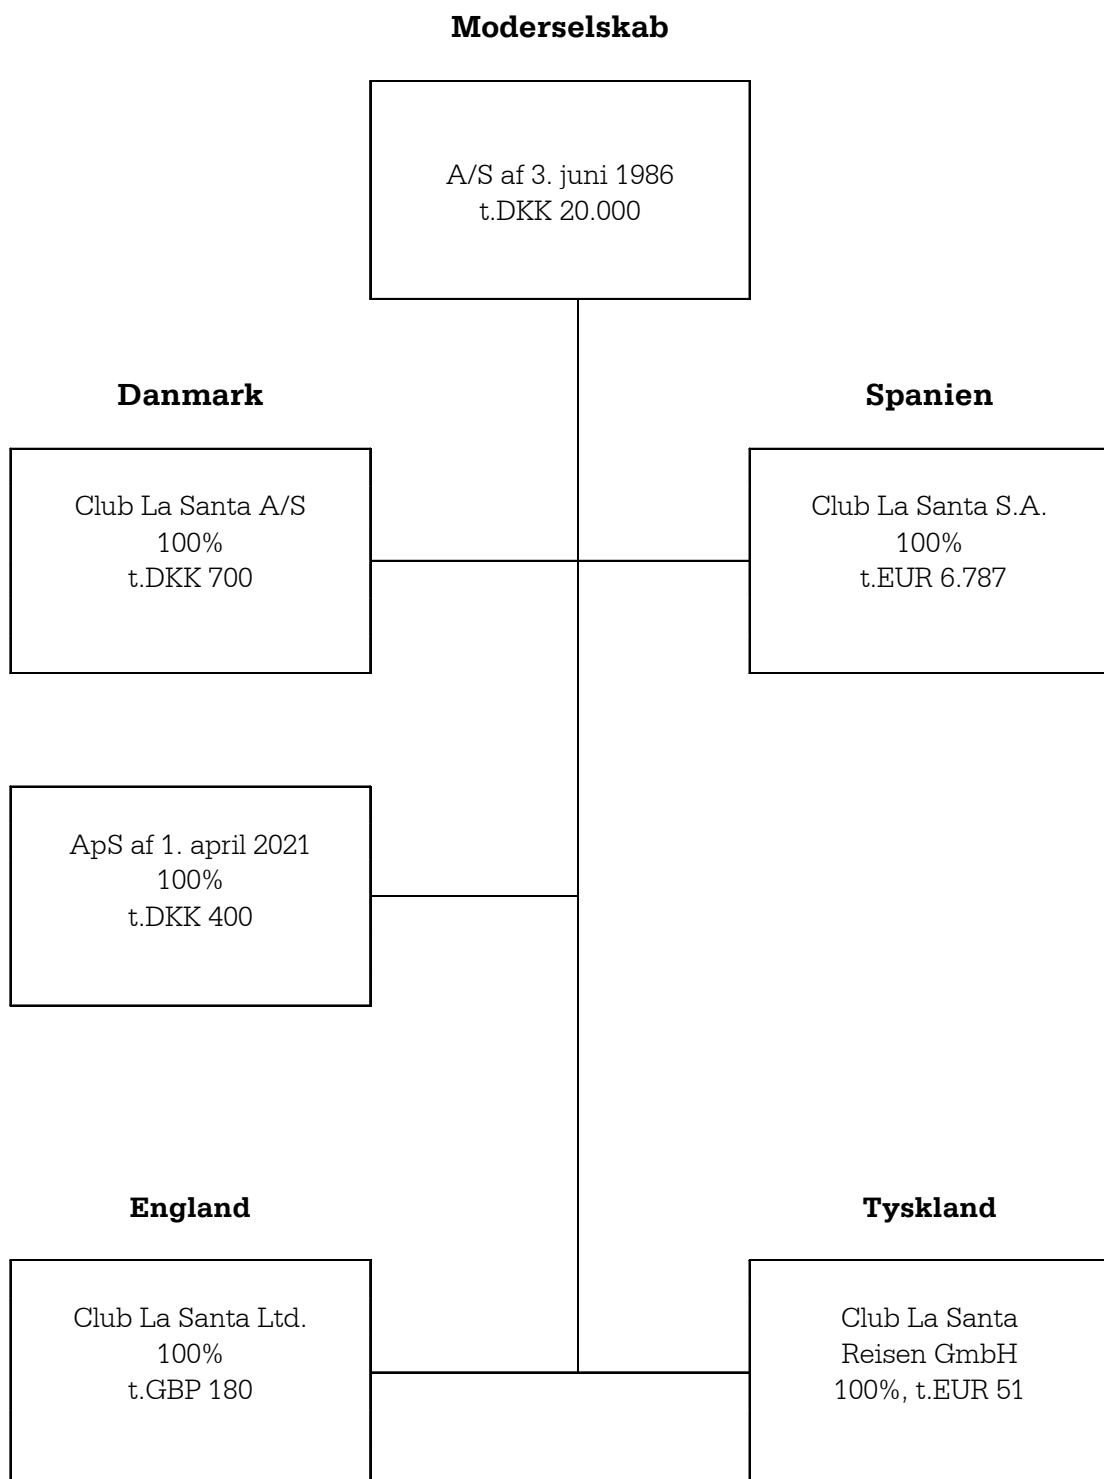 Moderselskab
A/S af 3. juni 1986
t.DKK 20.000
Danmark
Spanien
Club La Santa A/S
100%
t.DKK 700
Club La Santa S.A.
100%
t.EUR 6.787
ApS af 1. april 2021
100%
t.DKK 400
England
Tyskland
Club La Santa Ltd.
100%
t.GBP 180
Club La Santa
Reisen GmbH
100%, t.EUR 51